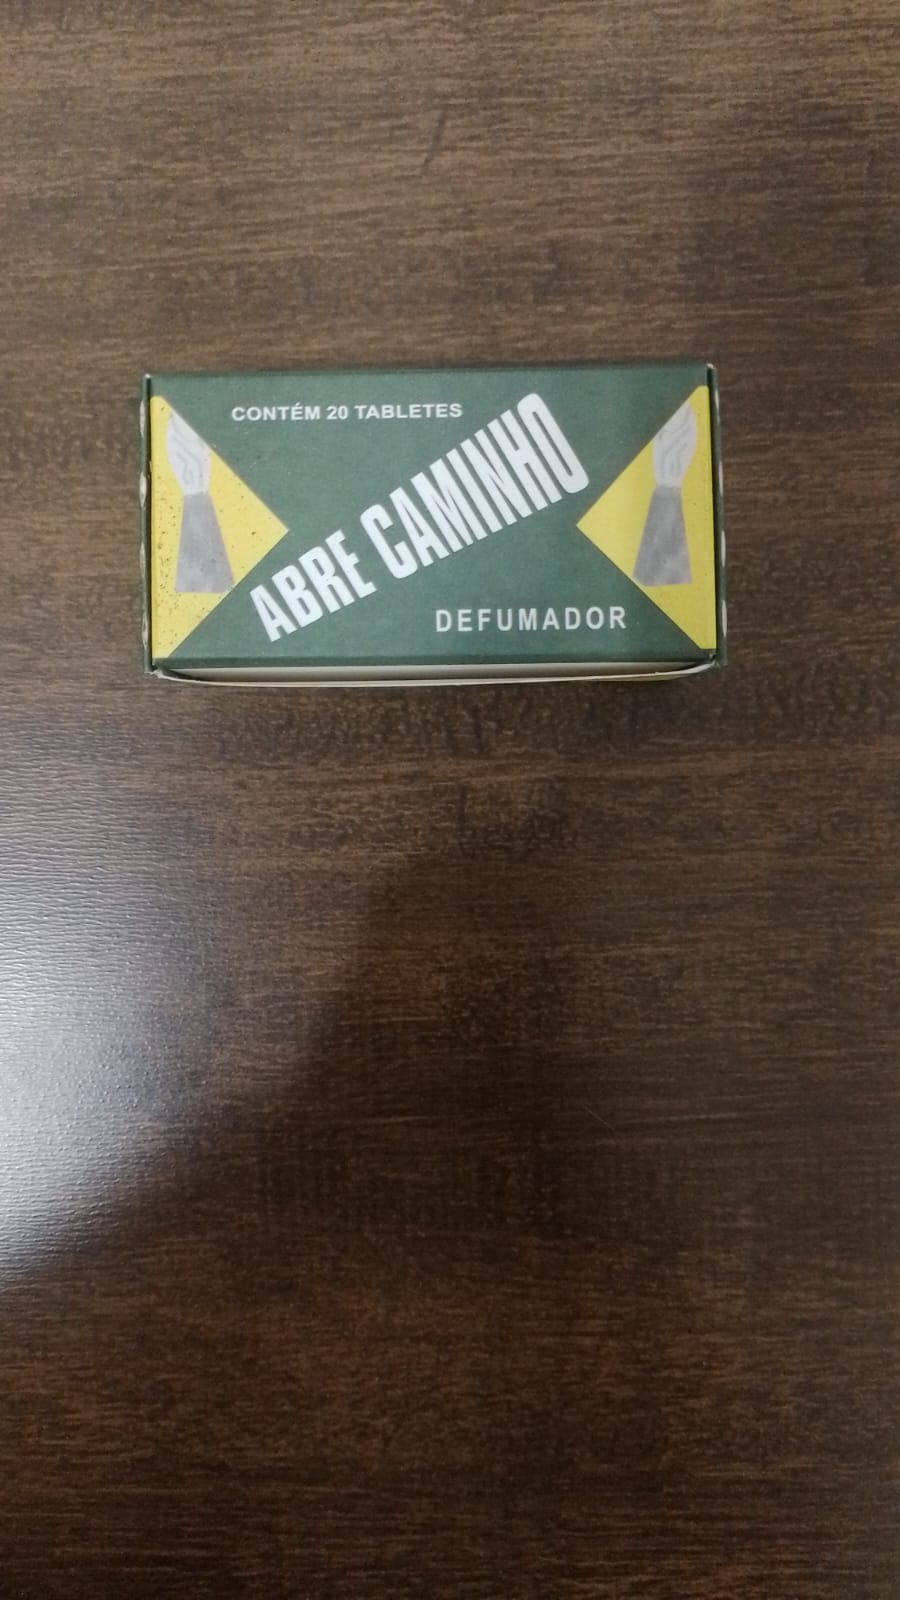 CONTÉM 20 TABLETES
ABRE CAMINHO
DEFUMADOR